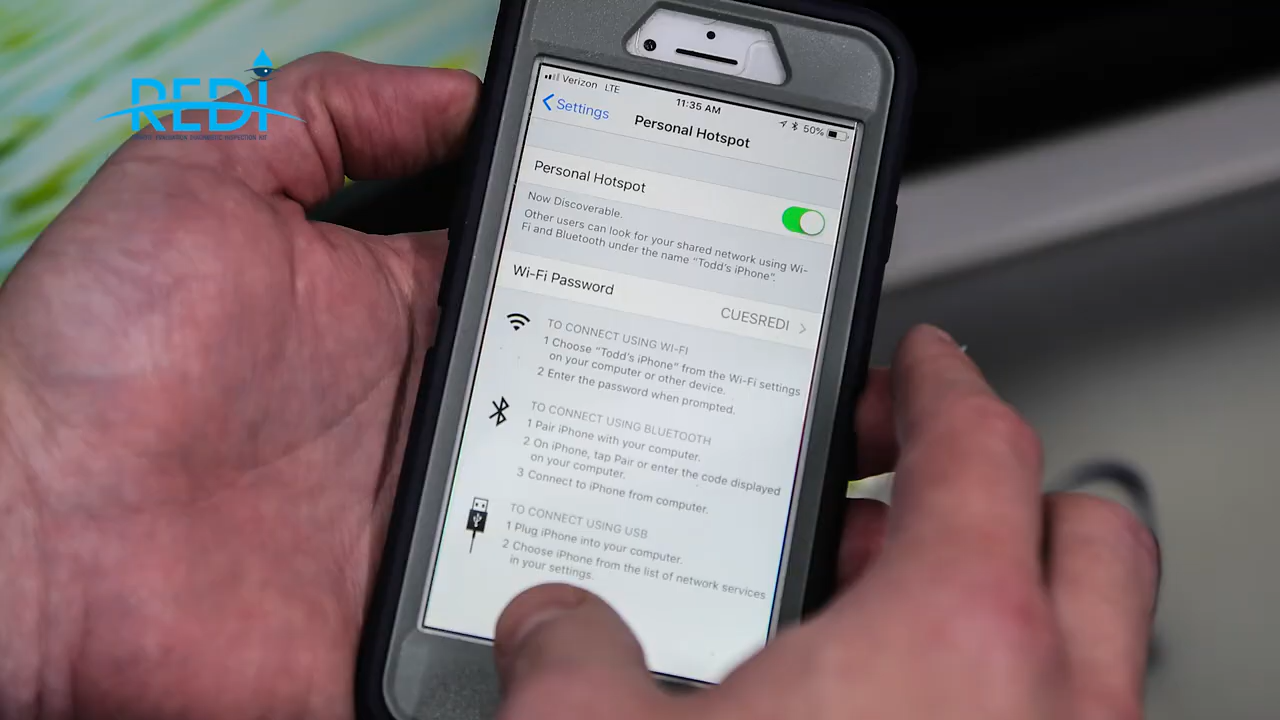 REDI
Verizon LTE
11:35 AM
50%
Settings
Personal Hotspot
Personal Hotspot
Now Discoverable.
Other users can look for your shared network using Wi-
Fi and Bluetooth under the name “Todd’s iPhone”.
Wi-Fi Password
CUESREDI
TO CONNECT USING WI-FI
1 Choose “Todd’s iPhone” from the Wi-Fi settings
on your computer or other device.
2 Enter the password when prompted.
TO CONNECT USING BLUETOOTH
1 Pair iPhone with your computer.
2 On iPhone, tap Pair or enter the code displayed
on your computer.
3 Connect to iPhone from computer.
TO CONNECT USING USB
1 Plug iPhone into your computer.
2 Choose iPhone from the list of network services
in your settings.